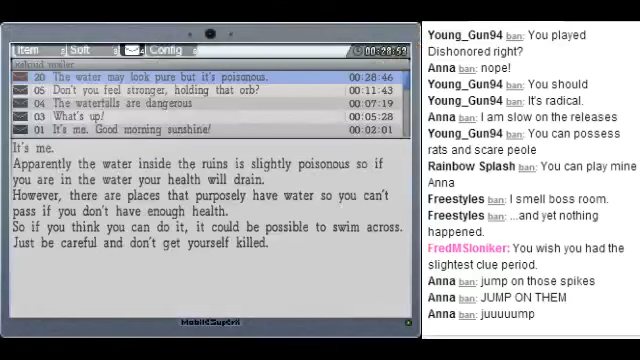 Item Soft Config 00:28:52
xelpud mailer
20 The water may look pure but it's poisonous. 00:28:46
05 Don't you feel stronger, holding that orb? 00:11:43
04 The waterfalls are dangerous 00:07:19
03 What's up! 00:05:28
01 It's me. Good morning sunshine! 00:02:01
It's me.
Apparently the water inside the ruins is slightly poisonous so if
you are in the water your health will drain.
However, there are places that purposely have water so you can't
pass if you don't have enough health.
So if you think you can do it, it could be possible to swim across.
Just be careful and don't get yourself killed.
MobileSuperX
Young_Gun94 ban: You played
Dishonored right?
Anna ban: nope!
Young_Gun94 ban: You should
Young_Gun94 ban: It's radical.
Anna ban: I am slow on the releases
Young_Gun94 ban: You can possess
rats and scare peole
Rainbow Splash ban: You can play mine
Anna
Freestyles ban: I smell boss room.
Freestyles ban: ...and yet nothing
happened.
FredMSloniker: You wish you had the
slightest clue period.
Anna ban: jump on those spikes
Anna ban: JUMP ON THEM
Anna ban: juuuuump